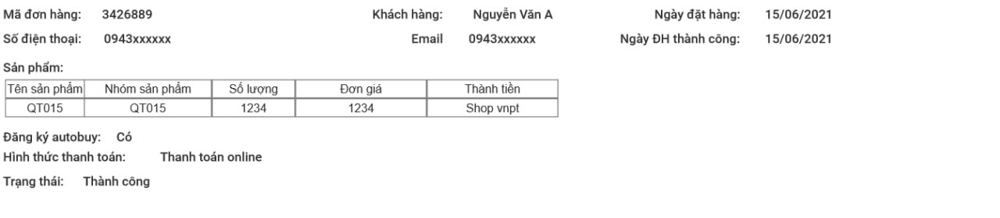 Mã đơn hàng: 3426889 Khách hàng: Nguyễn Văn A Ngày đặt hàng: 15/06/2021
Số điện thoại: 0943xxxxxx Email 0943xxxxxx Ngày ĐH thành công: 15/06/2021
Sản phẩm:
Tên sản phẩm Nhóm sản phẩm Số lượng Đơn giá Thành tiền
QT015 QT015 1234 1234 Shop vnpt
Đăng ký autobuy: Có
Hình thức thanh toán: Thanh toán online
Trạng thái: Thành công